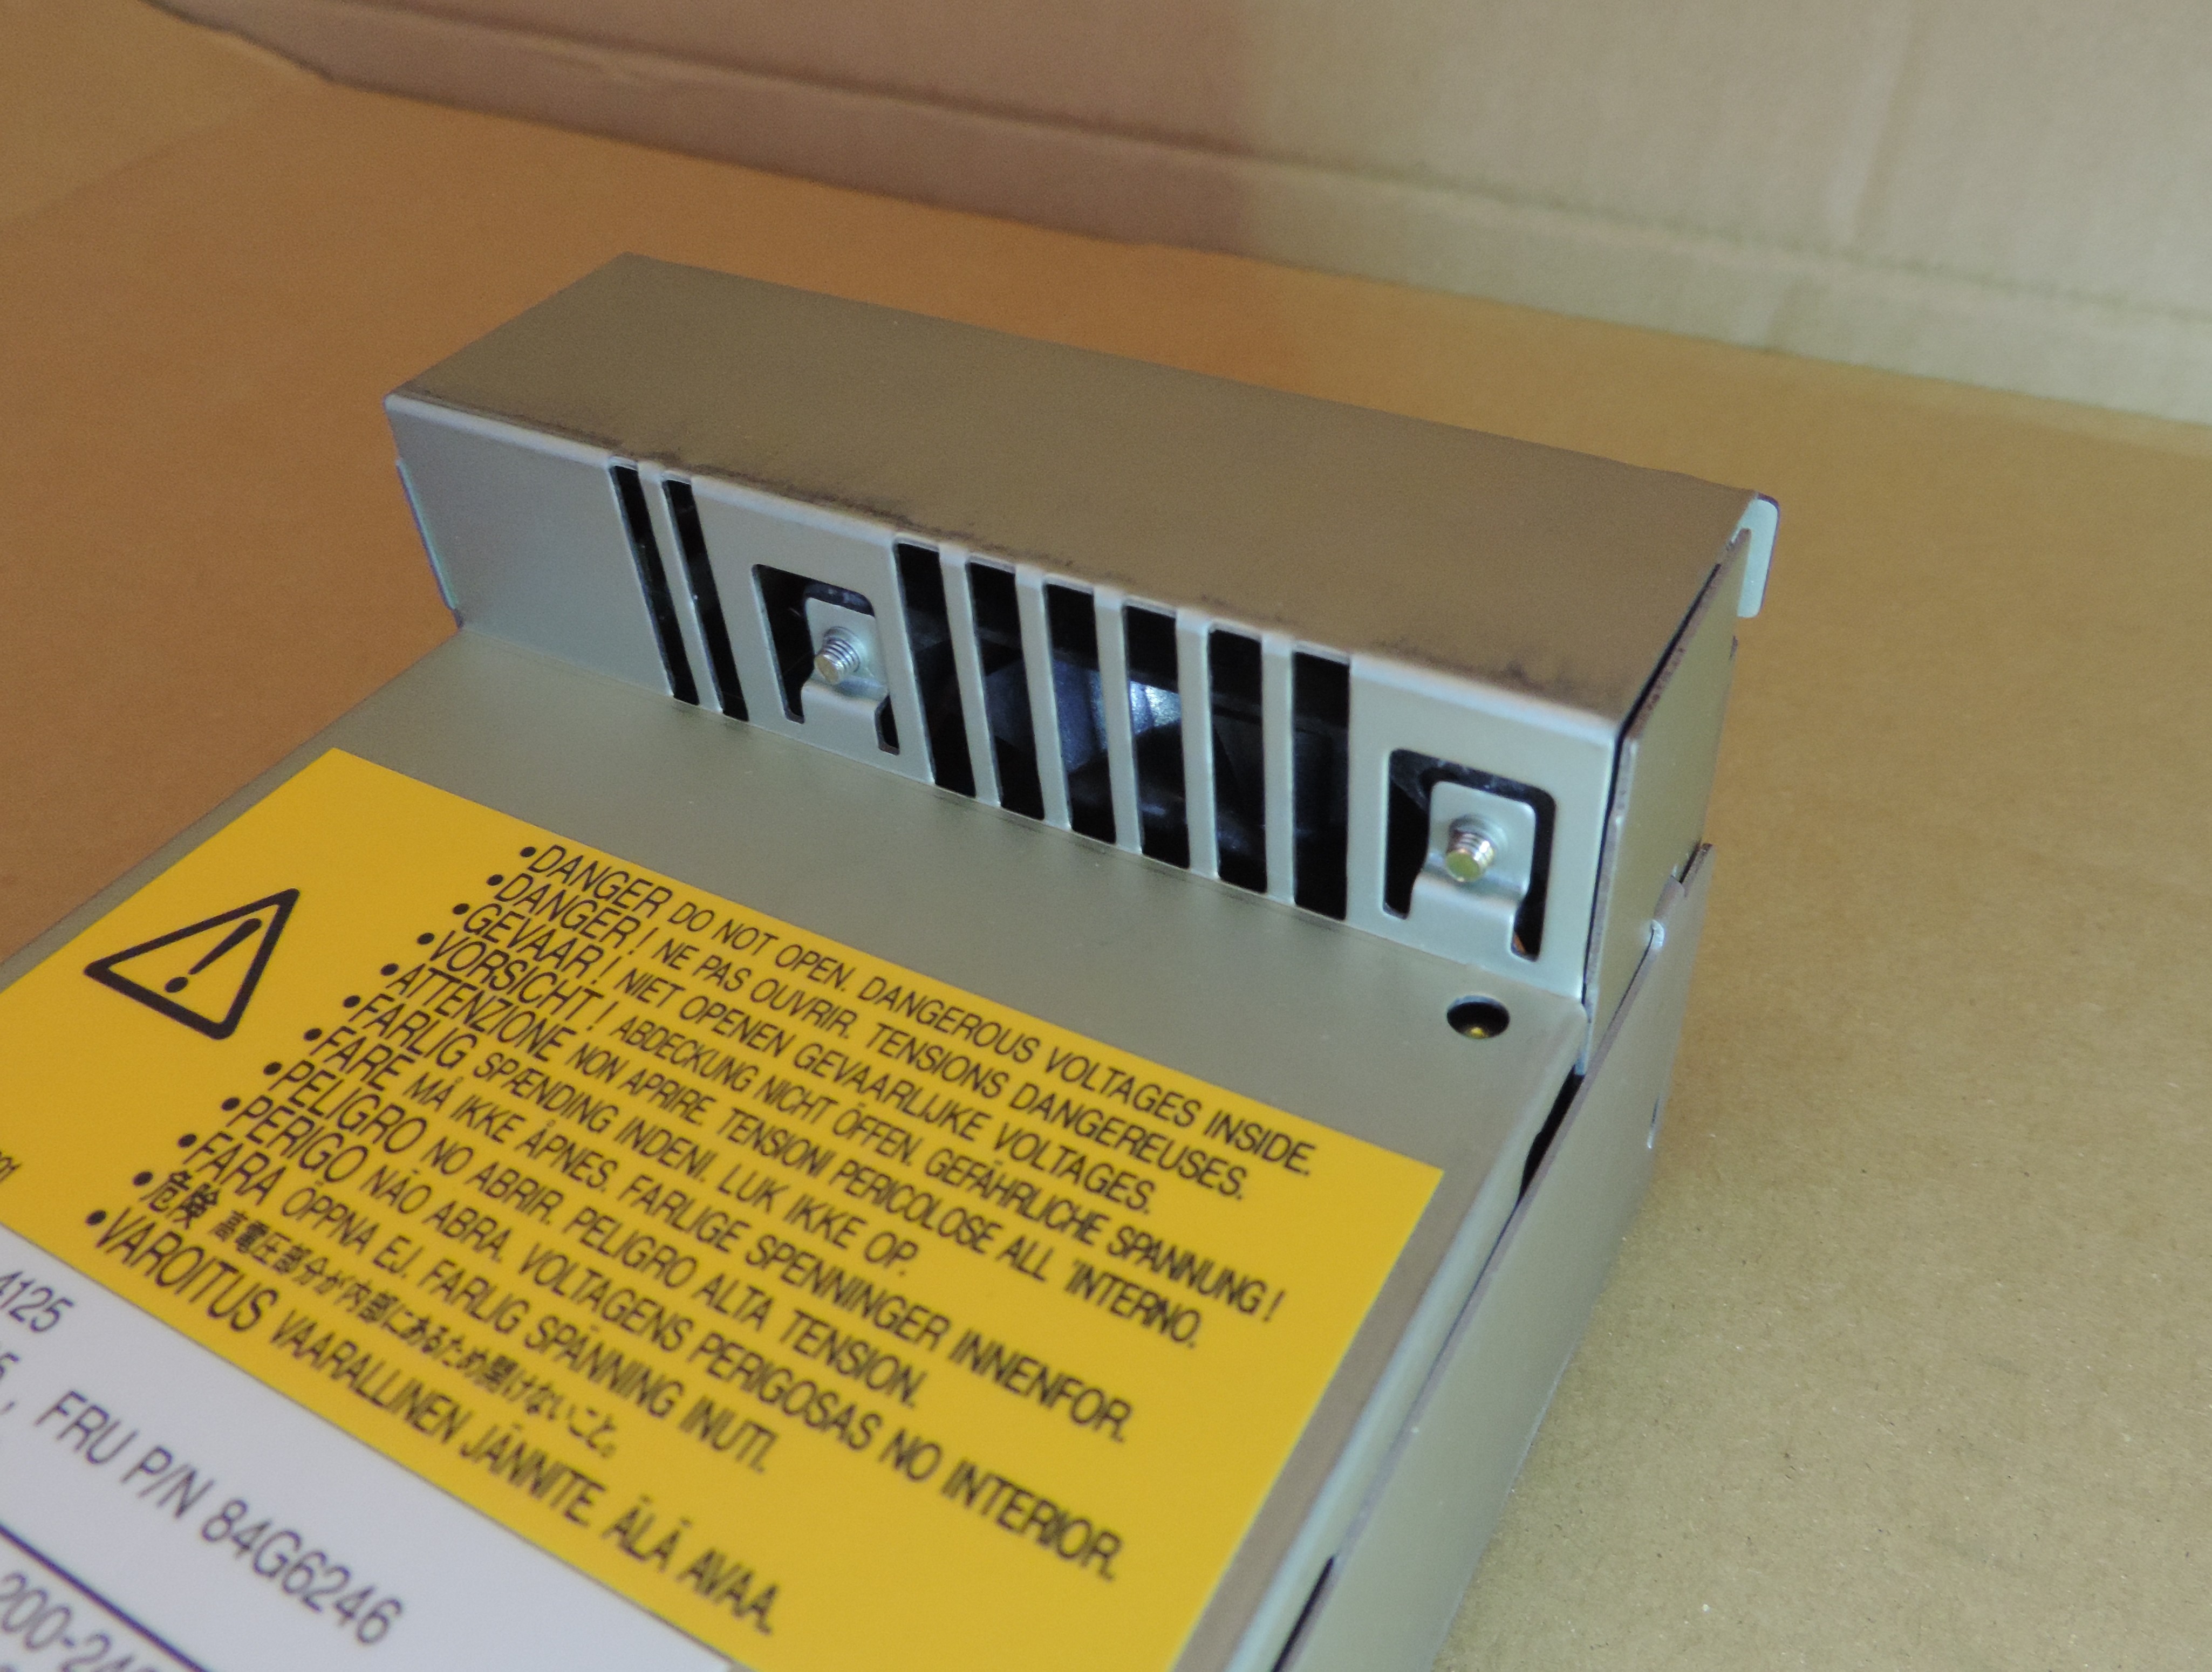 •DANGER DO NOT OPEN. DANGEROUS VOLTAGES INSIDE.
•DANGER! NE PAS OUVRIR. TENSIONS DANGEREUSES.
•GEVAAR! NIET OPENEN GEVAARLIJKE VOLTAGES.
•VORSICHT! ABDECKUNG NICHT ÖFFEN. GEFÄHRLICHE SPANNUNG!
•ATTENZIONE NON APRIRE. TENSIONI PERICOLOSE ALL 'INTERNO.
•FARLIG SPÆNDING INDENI. LUK IKKE OP.
•FARE MÅ IKKE ÅPNES. FARLIGE SPENNINGER INNENFOR.
•PELIGRO NO ABRIR. PELIGRO ALTA TENSION.
•PERIGO NÃO ABRA. VOLTAGENS PERIGOSAS NO INTERIOR.
•FARA ÖPPNA EJ. FARLIG SPÄNNING INUTI.
•危険 高電圧部分が内部にあるため開けないこと。
•VAROITUS VAARALLINEN JÄNNITE ÄLÄ AVAA.
4125
5, FRU P/N 84G6246
200-24